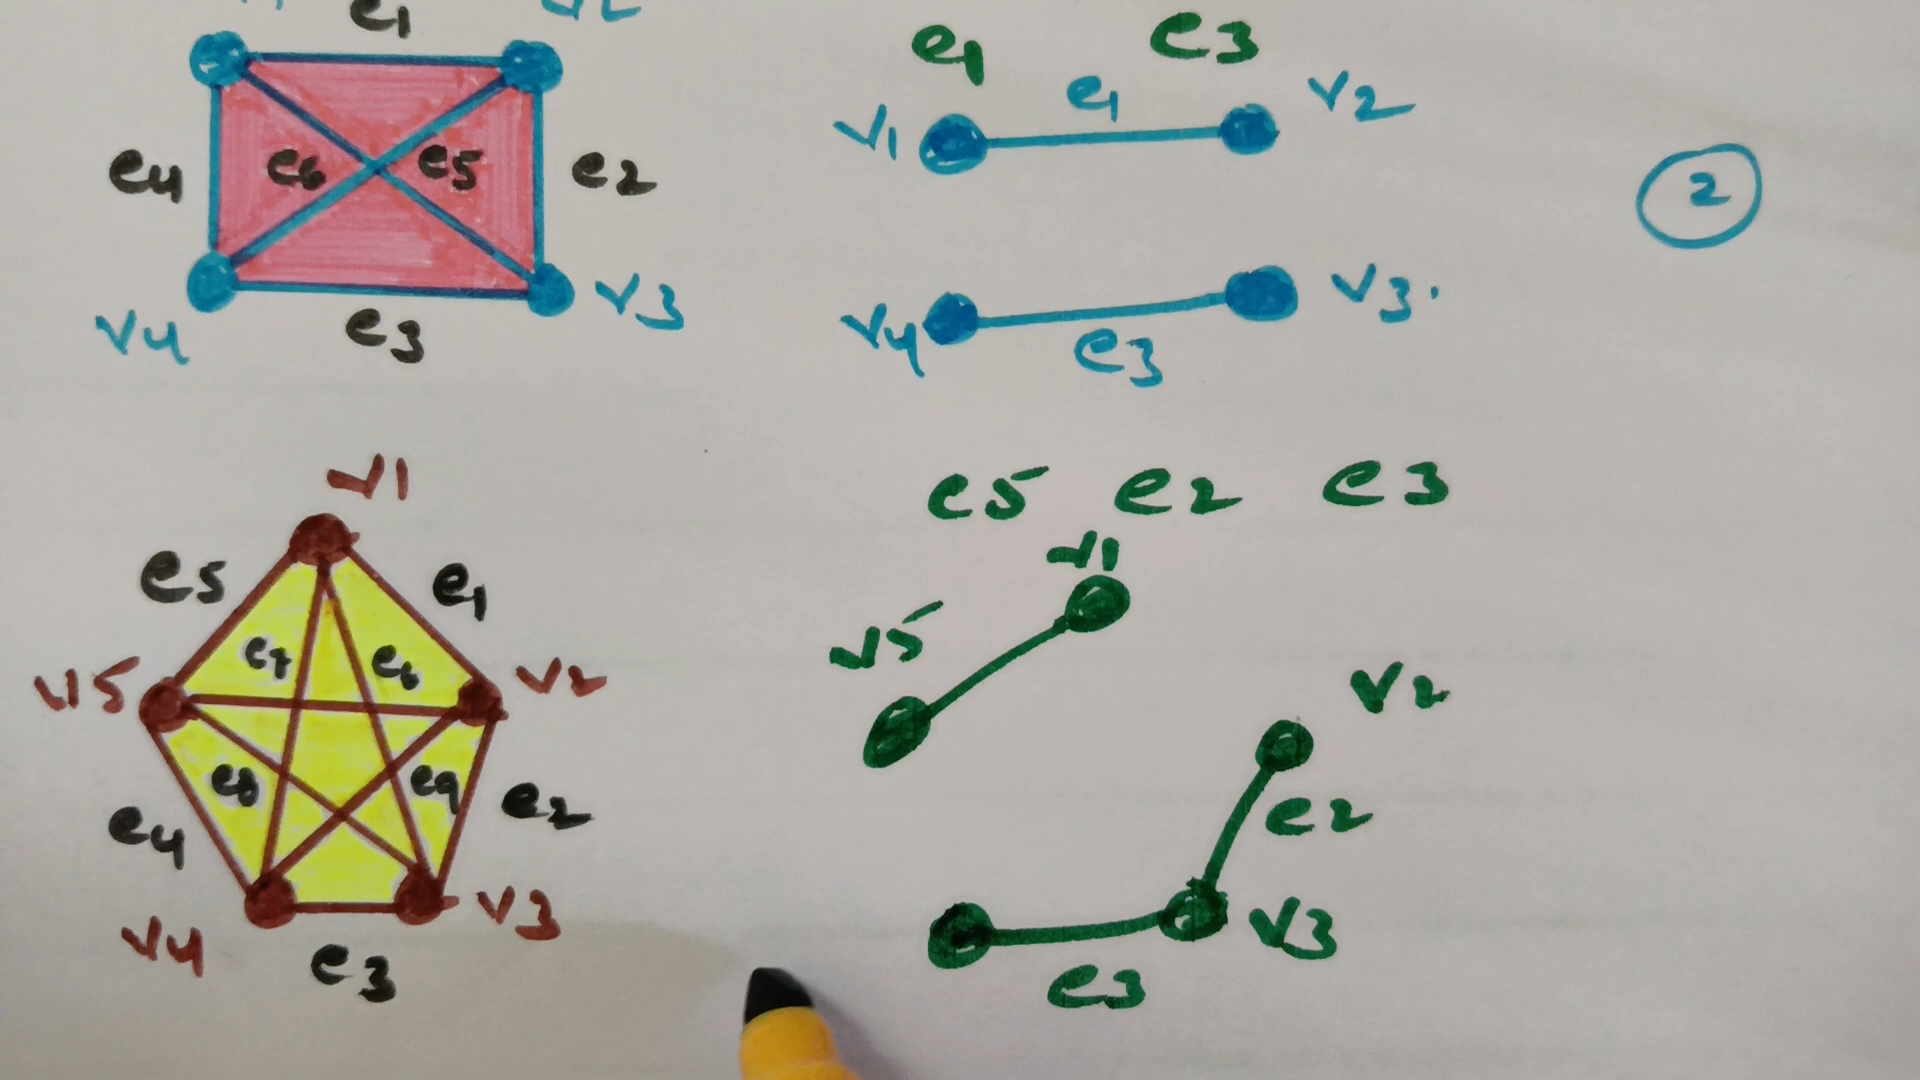 e1 v2
e4 e6 e5 e2
v4 e3 v3
e1 e3
v1 e1 v2
v4 e3 v3.
2
v1
e5 e1
e7 e6
v5 v2
e8 e9
e4 e2
v4 e3 v3
e5 e2 e3
v1
v5
v2
e2
v3
e3